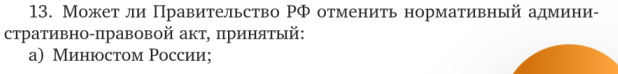 13. Может ли Правительство РФ отменить нормативный админи-
стративно-правовой акт, принятый:
а) Минюстом России;